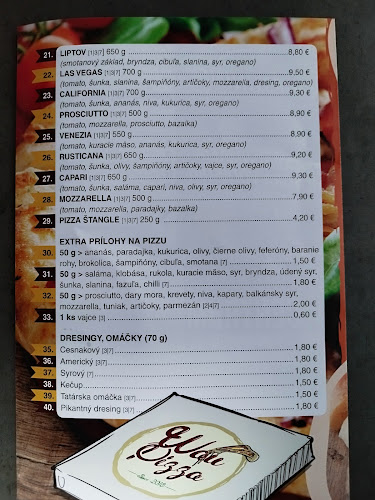 21. LIPTOV [1|3|7] 650 g 8,80 €
(smotanový základ, bryndza, cibuľa, slanina, syr, oregano)
22. LAS VEGAS [1|3|7] 700 g 9,50 €
(tomato, šunka, slanina, šampiňóny, artičoky, mozzarella, dresing, oregano)
23. CALIFORNIA [1|3|7] 700 g 9,30 €
(tomato, šunka, ananás, niva, kukurica, syr, oregano)
24. PROSCIUTTO [1|3|7] 500 g 8,90 €
(tomato, mozzarella, prosciutto, bazalka)
25. VENEZIA [1|3|7] 550 g 8,90 €
(tomato, kuracie mäso, ananás, kukurica, syr, oregano)
26. RUSTICANA [1|3|7] 650 g 9,20 €
(tomato, šunka, olivy, šampiňóny, artičoky, vajce, syr, oregano)
27. CAPARI [1|3|7] 650 g 9,30 €
(tomato, šunka, saláma, capari, niva, olivy, syr, oregano)
28. MOZZARELLA [1|3|7] 500 g 7,90 €
(tomato, mozzarella, paradajky, bazalka)
29. PIZZA ŠTANGLE [1|3|7] 250 g 4,20 €
EXTRA PRÍLOHY NA PIZZU
30. 50 g > ananás, paradajka, kukurica, olivy, čierne olivy, feferóny, baranie
rohy, brokolica, šampiňóny, cibuľa, smotana [7] 1,50 €
31. 50 g > saláma, klobása, rukola, kuracie mäso, syr, bryndza, údený syr,
šunka, slanina, fazuľa, chilli [7] 1,80 €
32. 50 g > prosciutto, dary mora, krevety, niva, kapary, balkánsky syr,
mozzarella, tuniak, artičoky, parmezán [2|4|7] 2,00 €
33. 1 ks vajce [3] 0,60 €
DRESINGY, OMÁČKY (70 g)
35. Cesnakový [3|7] 1,80 €
36. Americký [3|7] 1,80 €
37. Syrový [7] 1,80 €
38. Kečup 1,80 €
39. Tatárska omáčka [3|7] 1,80 €
40. Pikantný dresing [3|7] 1,80 €
Pizza